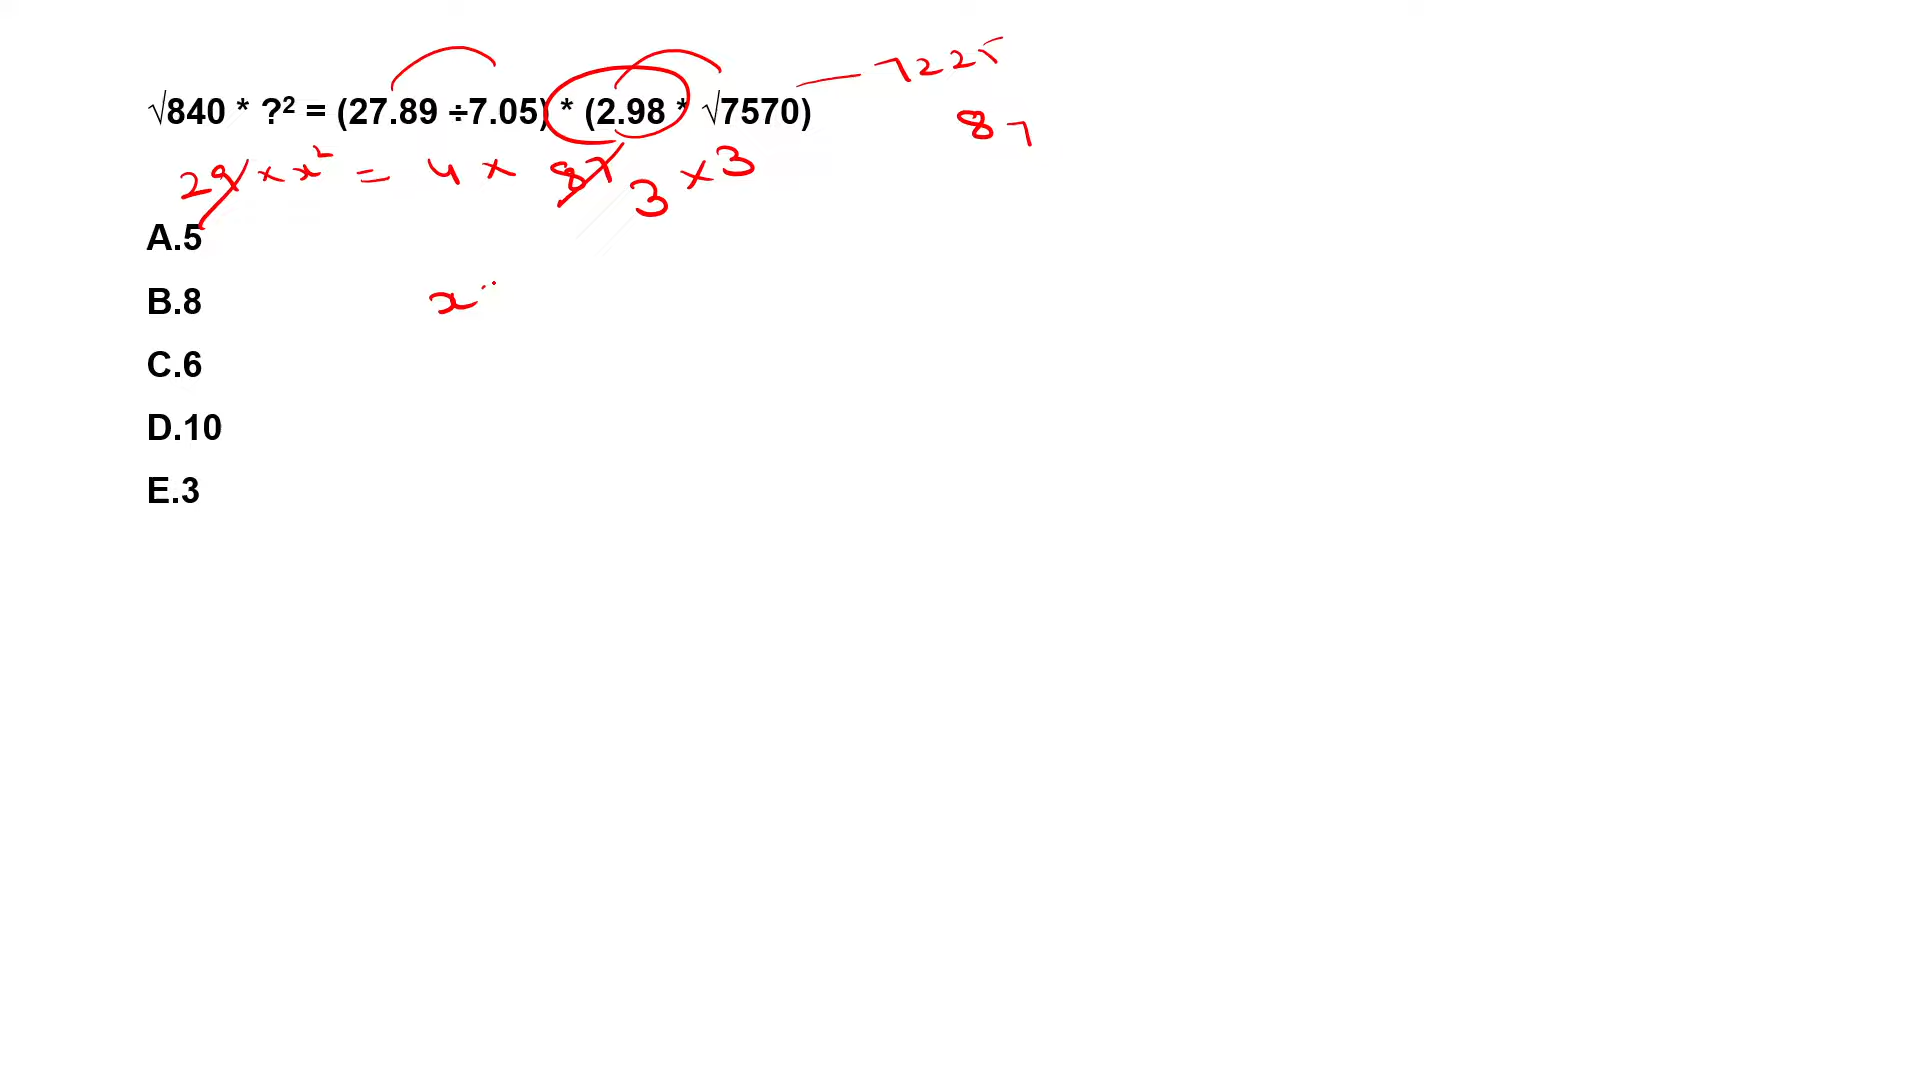 7225
√840 * ?² = (27.89 ÷7.05) * (2.98 * √7570)
87
29 × x² = 4 × 87 3 × 3
A.5
B.8
x
C.6
D.10
E.3